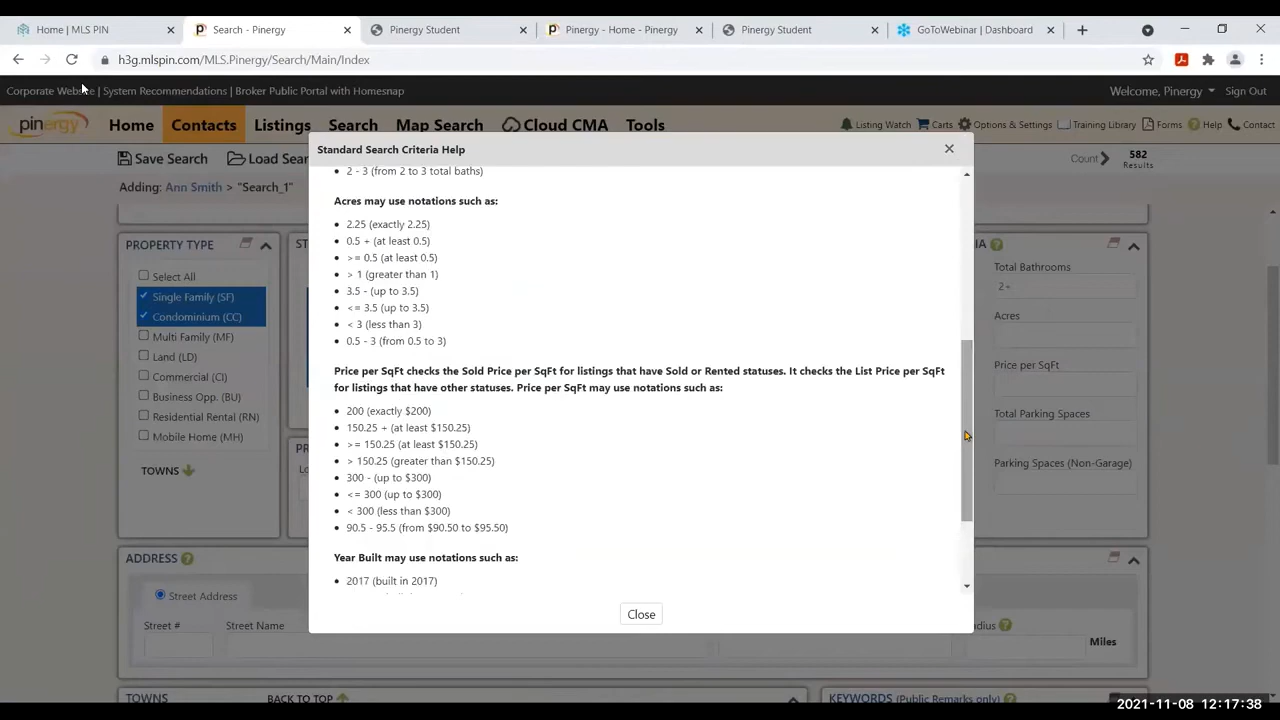 Home | MLS PIN
Search - Pinergy
Pinergy Student
Pinergy - Home - Pinergy
Pinergy Student
GoToWebinar | Dashboard
h3g.mlspin.com/MLS.Pinergy/Search/Main/Index
Corporate Website | System Recommendations | Broker Public Portal with Homesnap
Welcome, Pinergy
Sign Out
pinergy
Home
Contacts
Listings
Search
Map Search
Cloud CMA
Tools
Listing Watch
Carts
Options & Settings
Training Library
Forms
Help
Contact
Save Search
Load Sear
Count
582
Results
Adding: Ann Smith > "Search_1"
Standard Search Criteria Help
2 - 3 (from 2 to 3 total baths)
Acres may use notations such as:
2.25 (exactly 2.25)
0.5 + (at least 0.5)
>= 0.5 (at least 0.5)
> 1 (greater than 1)
3.5 - (up to 3.5)
<= 3.5 (up to 3.5)
< 3 (less than 3)
0.5 - 3 (from 0.5 to 3)
Price per SqFt checks the Sold Price per SqFt for listings that have Sold or Rented statuses. It checks the List Price per SqFt
for listings that have other statuses. Price per SqFt may use notations such as:
200 (exactly $200)
150.25 + (at least $150.25)
>= 150.25 (at least $150.25)
> 150.25 (greater than $150.25)
300 - (up to $300)
<= 300 (up to $300)
< 300 (less than $300)
90.5 - 95.5 (from $90.50 to $95.50)
Year Built may use notations such as:
2017 (built in 2017)
Close
PROPERTY TYPE
Select All
Single Family (SF)
Condominium (CC)
Multi Family (MF)
Land (LD)
Commercial (CI)
Business Opp. (BU)
Residential Rental (RN)
Mobile Home (MH)
TOWNS
ST
PR
Lo
IA
Total Bathrooms
Acres
Price per SqFt
Total Parking Spaces
Parking Spaces (Non-Garage)
ADDRESS
Street Address
Street #
Street Name
dius
Miles
TOWNS
BACK TO TOP
KEYWORDS (Public Remarks only)
2021-11-08 12:17:38